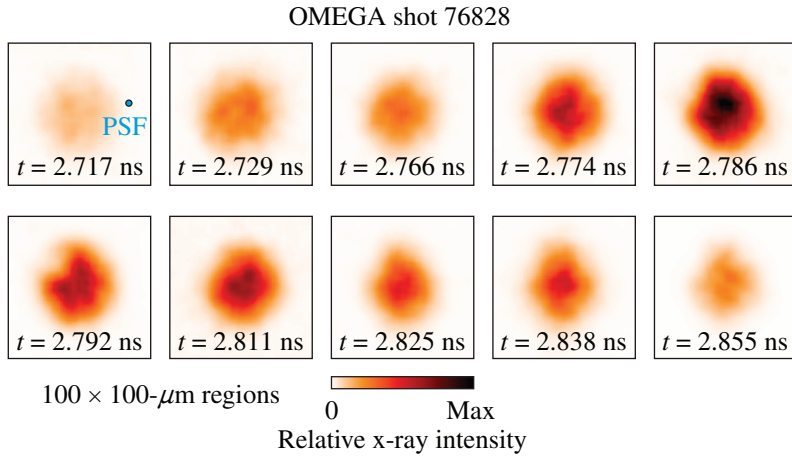 OMEGA shot 76828
PSF
t = 2.717 ns
t = 2.729 ns
t = 2.766 ns
t = 2.774 ns
t = 2.786 ns
t = 2.792 ns
t = 2.811 ns
t = 2.825 ns
t = 2.838 ns
t = 2.855 ns
100 × 100-μm regions
0 Max
Relative x-ray intensity